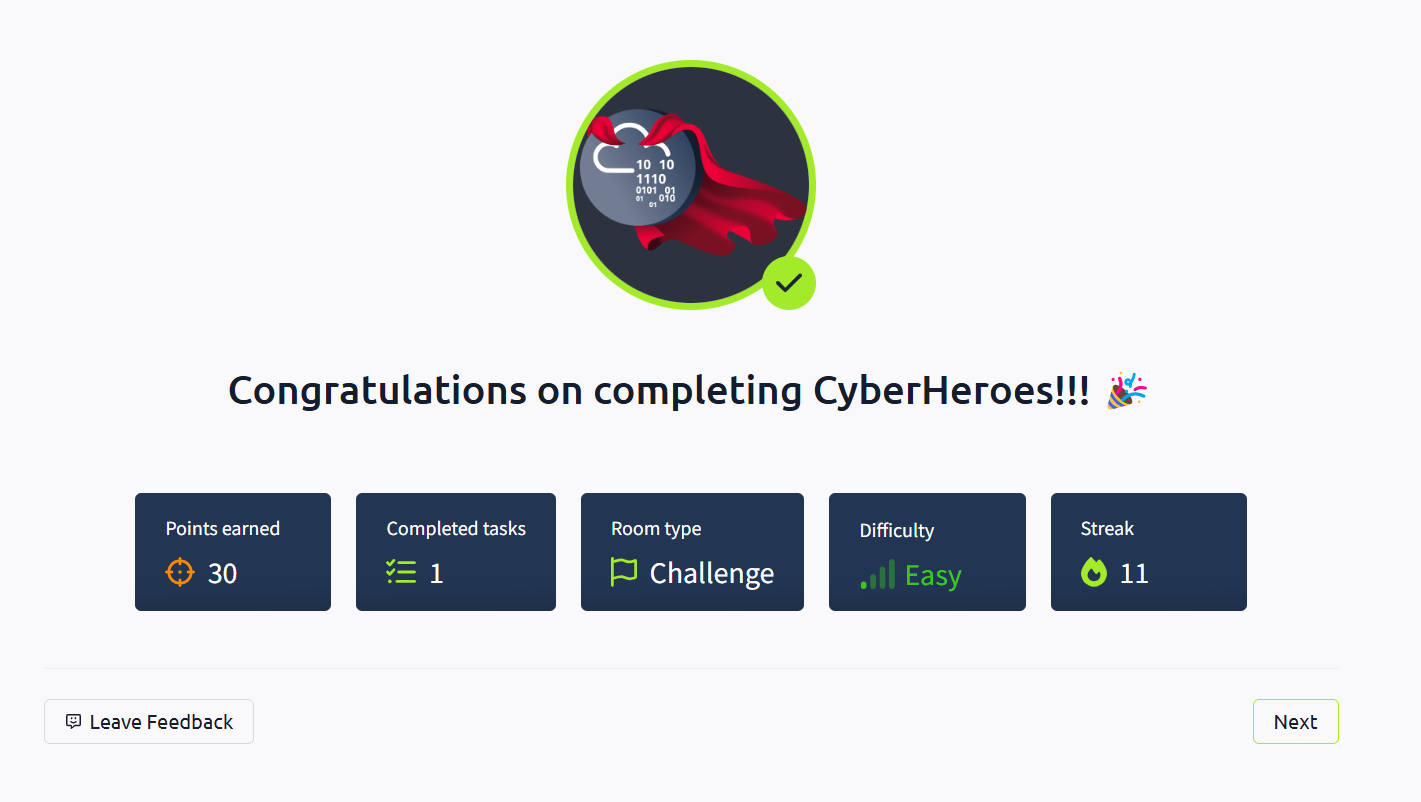 10 10
1110
0101 01
01 010
01
Congratulations on completing CyberHeroes!!! 🎉
Points earned
30
Completed tasks
1
Room type
Challenge
Difficulty
Easy
Streak
11
Leave Feedback
Next